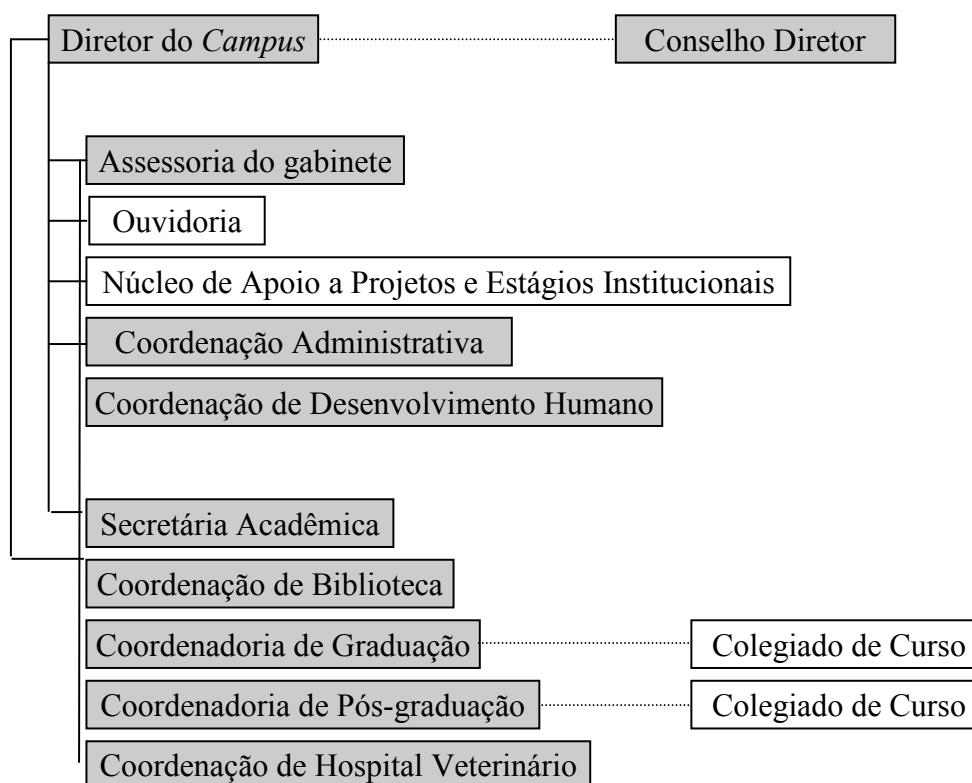 Diretor do Campus
Conselho Diretor
Assessoria do gabinete
Ouvidoria
Núcleo de Apoio a Projetos e Estágios Institucionais
Coordenação Administrativa
Coordenação de Desenvolvimento Humano
Secretária Acadêmica
Coordenação de Biblioteca
Coordenadoria de Graduação
Colegiado de Curso
Coordenadoria de Pós-graduação
Colegiado de Curso
Coordenação de Hospital Veterinário